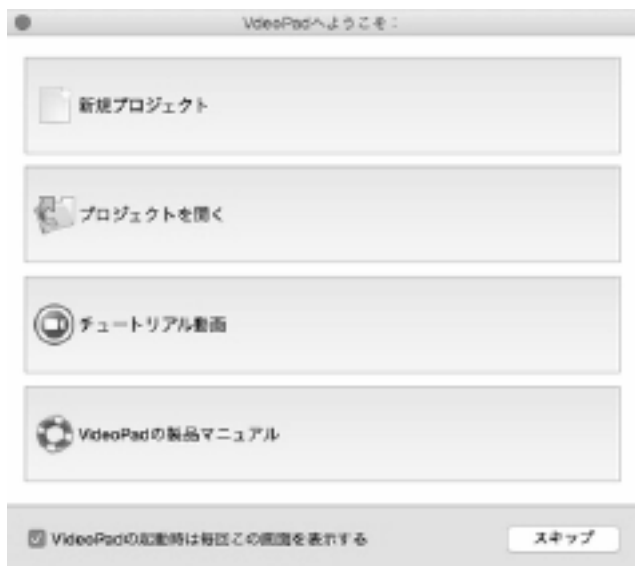 VideoPadへようこそ：
新規プロジェクト
プロジェクトを開く
チュートリアル動画
VideoPadの製品マニュアル
VideoPadの起動時は毎回この画面を表示する
スキップ